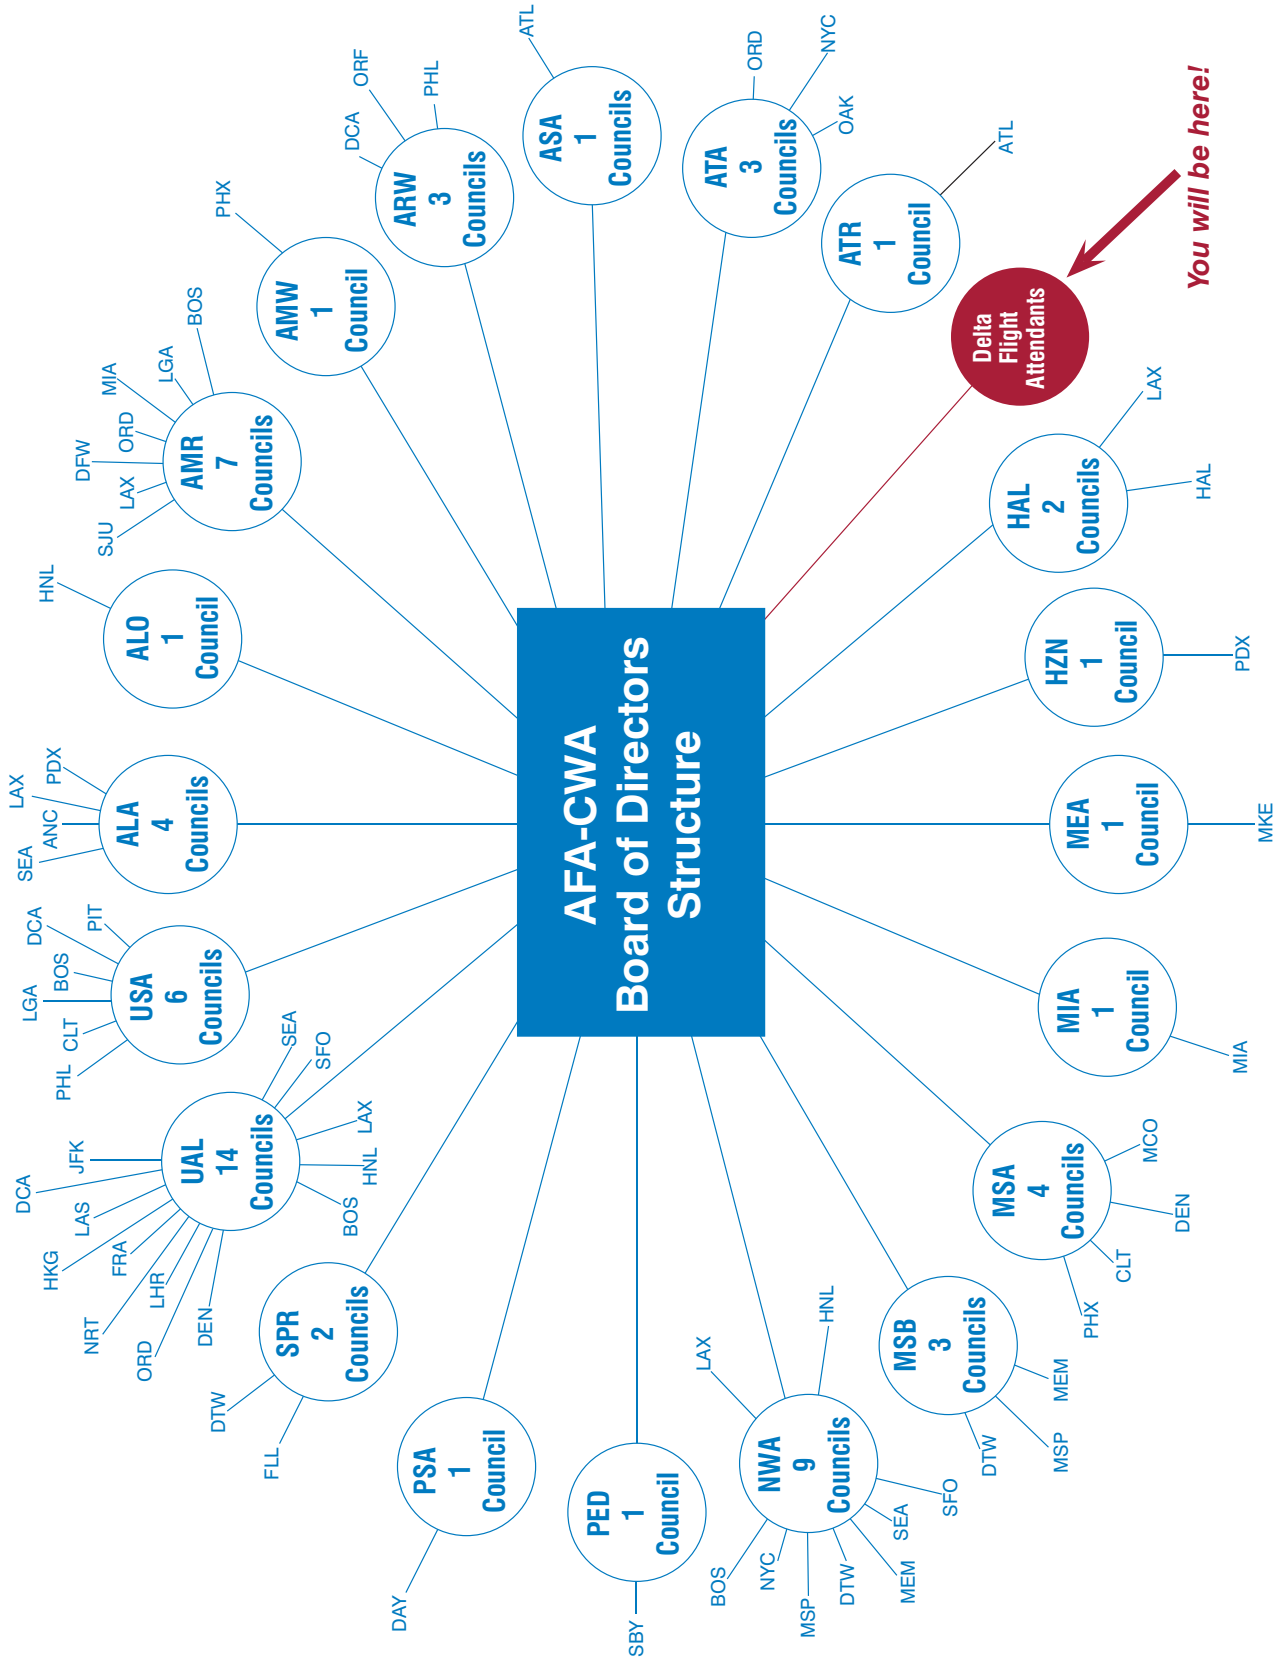 AFA-CWA
Board of Directors
Structure
ALA
4
Councils
SEA
ANC
LAX
PDX
ALO
1
Council
HNL
AMR
7
Councils
SJU
LAX
DFW
ORD
MIA
LGA
BOS
AMW
1
Council
PHX
ARW
3
Councils
DCA
ORF
PHL
ASA
1
Councils
ATL
ATA
3
Councils
ORD
NYC
OAK
ATR
1
Council
ATL
Delta
Flight
Attendants
You will be here!
HAL
2
Councils
LAX
HAL
HZN
1
Council
PDX
MEA
1
Council
MKE
MIA
1
Council
MIA
MSA
4
Councils
MCO
DEN
CLT
PHX
MSB
3
Councils
MEM
MSP
DTW
NWA
9
Councils
LAX
HNL
SFO
SEA
MEM
DTW
MSP
NYC
BOS
PED
1
Council
SBY
PSA
1
Council
DAY
SPR
2
Councils
FLL
DTW
UAL
14
Councils
BOS
HNL
LAX
SFO
SEA
JFK
DCA
LAS
HKG
FRA
NRT
LHR
ORD
DEN
USA
6
Councils
PHL
CLT
LGA
BOS
DCA
PIT